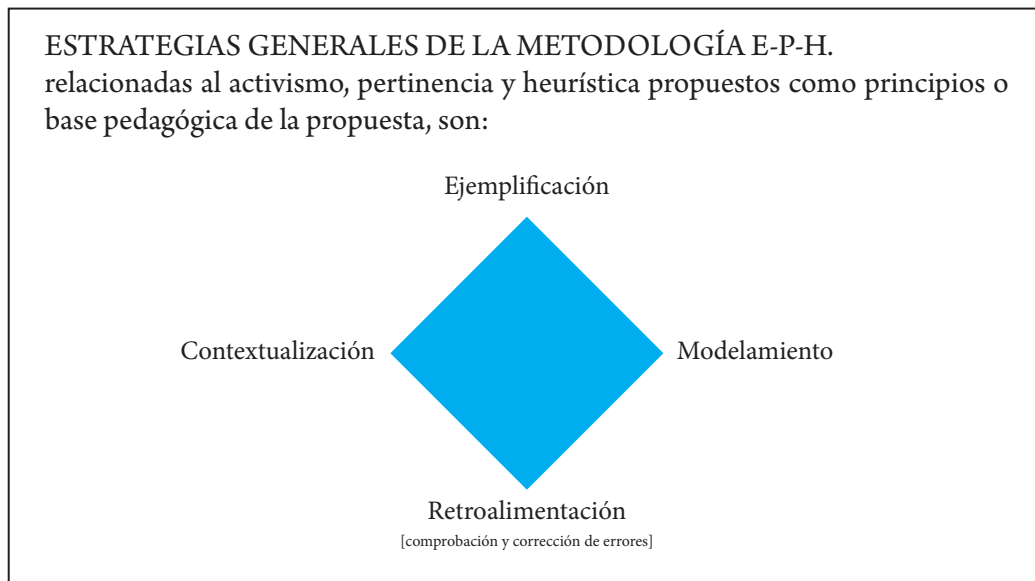 ESTRATEGIAS GENERALES DE LA METODOLOGÍA E-P-H.
relacionadas al activismo, pertinencia y heurística propuestos como principios o
base pedagógica de la propuesta, son:
Ejemplificación
Contextualización
Modelamiento
Retroalimentación
[comprobación y corrección de errores]